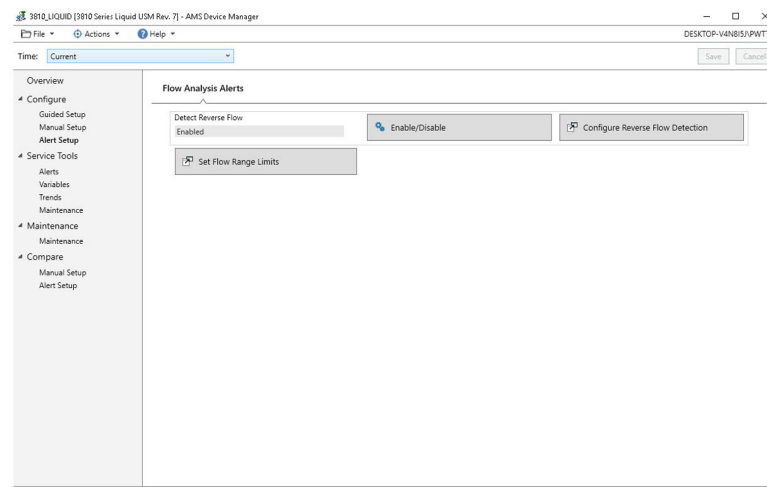 3810_LIQUID [3810 Series Liquid USM Rev. 7] - AMS Device Manager
File Actions Help DESKTOP-V4N8I5J\PWT
Time: Current Save Cancel
Overview
Configure
Guided Setup
Manual Setup
Alert Setup
Service Tools
Alerts
Variables
Trends
Maintenance
Maintenance
Maintenance
Compare
Manual Setup
Alert Setup
Flow Analysis Alerts
Detect Reverse Flow
Enabled
Enable/Disable
Configure Reverse Flow Detection
Set Flow Range Limits